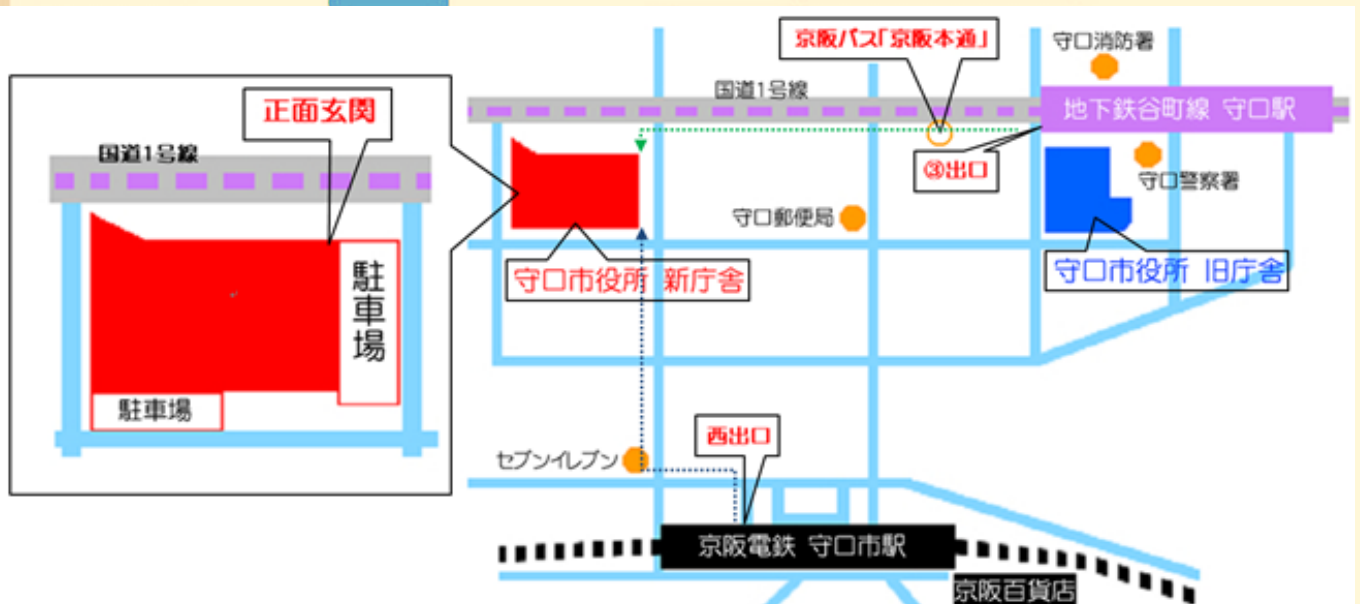 京阪バス「京阪本通」
守口消防署
国道1号線
地下鉄谷町線 守口駅
正面玄関
国道1号線
③出口
守口警察署
守口郵便局
守口市役所 新庁舎
守口市役所 旧庁舎
駐車場
駐車場
西出口
セブンイレブン
京阪電鉄 守口市駅
京阪百貨店